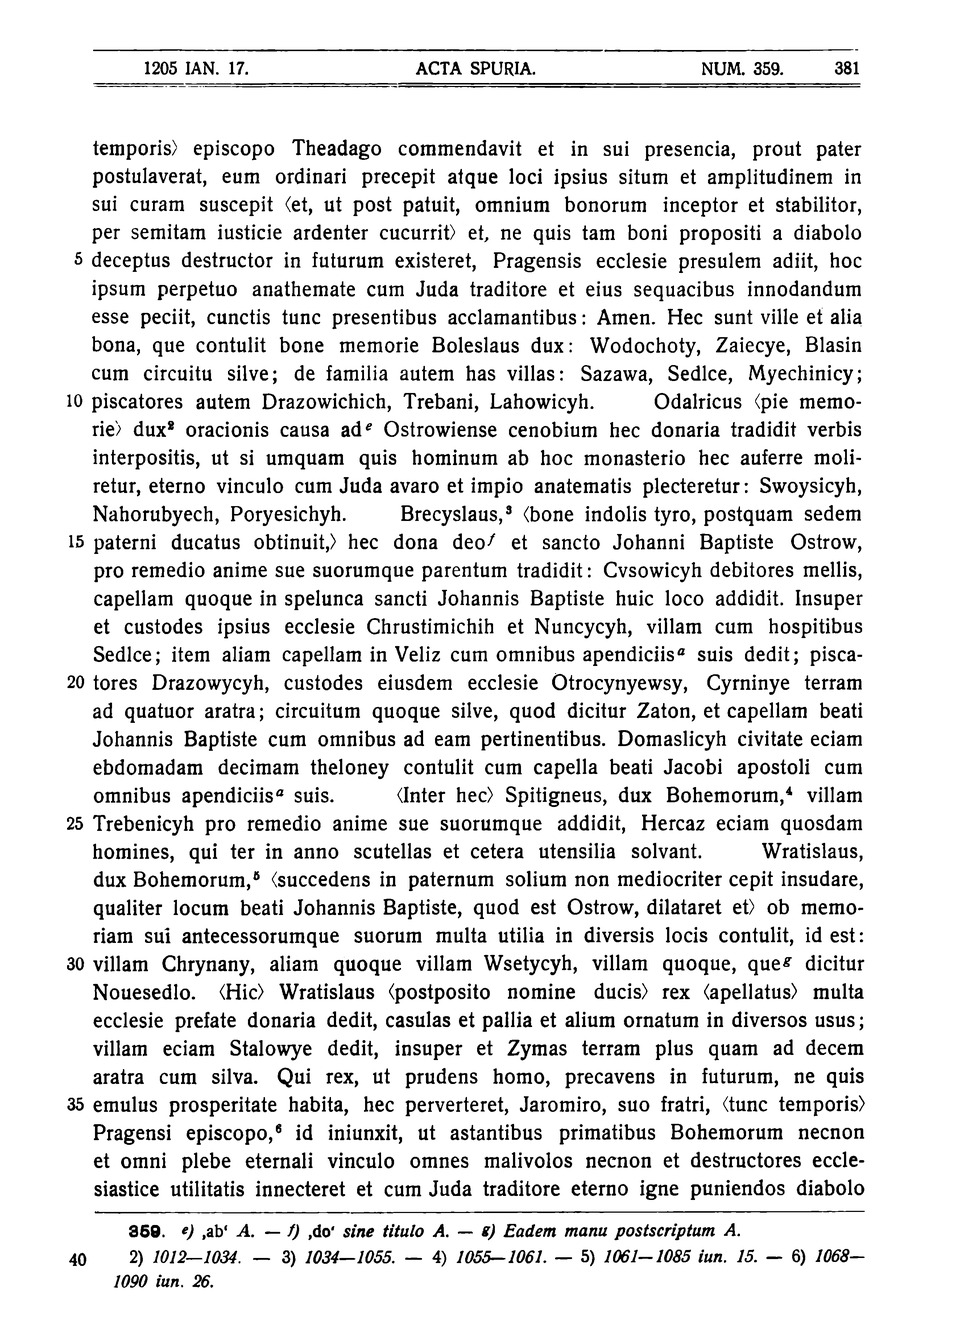 1205 IAN. 17. ACTA SPURIA. NUM. 359. 381
temporis⟩ episcopo Theadago commendavit et in sui presencia, prout pater
postulaverat, eum ordinari precepit atque loci ipsius situm et amplitudinem in
sui curam suscepit ⟨et, ut post patuit, omnium bonorum inceptor et stabilitor,
per semitam iusticie ardenter cucurrit⟩ et, ne quis tam boni propositi a diabolo
5 deceptus destructor in futurum existeret, Pragensis ecclesie presulem adiit, hoc
ipsum perpetuo anathemate cum Juda traditore et eius sequacibus innodandum
esse peciit, cunctis tunc presentibus acclamantibus: Amen. Hec sunt ville et alia
bona, que contulit bone memorie Boleslaus dux: Wodochoty, Zaiecye, Blasin
cum circuitu silve; de familia autem has villas: Sazawa, Sedlce, Myechinicy;
10 piscatores autem Drazowichich, Trebani, Lahowicyh. Odalricus ⟨pie memo-
rie⟩ dux² oracionis causa ad e Ostrowiense cenobium hec donaria tradidit verbis
interpositis, ut si umquam quis hominum ab hoc monasterio hec auferre moli-
retur, eterno vinculo cum Juda avaro et impio anatematis plecteretur: Swoysicyh,
Nahorubyech, Poryesichyh. Brecyslaus,³ ⟨bone indolis tyro, postquam sedem
15 paterni ducatus obtinuit,⟩ hec dona deo f et sancto Johanni Baptiste Ostrow,
pro remedio anime sue suorumque parentum tradidit: Cvsowicyh debitores mellis,
capellam quoque in spelunca sancti Johannis Baptiste huic loco addidit. Insuper
et custodes ipsius ecclesie Chrustimichih et Nuncycyh, villam cum hospitibus
Sedlce; item aliam capellam in Veliz cum omnibus apendiciis a suis dedit; pisca-
20 tores Drazowycyh, custodes eiusdem ecclesie Otrocynyewsy, Cyrninye terram
ad quatuor aratra; circuitum quoque silve, quod dicitur Zaton, et capellam beati
Johannis Baptiste cum omnibus ad eam pertinentibus. Domaslicyh civitate eciam
ebdomadam decimam theloney contulit cum capella beati Jacobi apostoli cum
omnibus apendiciis a suis. ⟨Inter hec⟩ Spitigneus, dux Bohemorum,⁴ villam
25 Trebenicyh pro remedio anime sue suorumque addidit, Hercaz eciam quosdam
homines, qui ter in anno scutellas et cetera utensilia solvant. Wratislaus,
dux Bohemorum,⁵ ⟨succedens in paternum solium non mediocriter cepit insudare,
qualiter locum beati Johannis Baptiste, quod est Ostrow, dilataret et⟩ ob memo-
riam sui antecessorumque suorum multa utilia in diversis locis contulit, id est:
30 villam Chrynany, aliam quoque villam Wsetycyh, villam quoque, que g dicitur
Nouesedlo. ⟨Hic⟩ Wratislaus ⟨postposito nomine ducis⟩ rex ⟨apellatus⟩ multa
ecclesie prefate donaria dedit, casulas et pallia et alium ornatum in diversos usus;
villam eciam Stalowye dedit, insuper et Zymas terram plus quam ad decem
aratra cum silva. Qui rex, ut prudens homo, precavens in futurum, ne quis
35 emulus prosperitate habita, hec perverteret, Jaromiro, suo fratri, ⟨tunc temporis⟩
Pragensi episcopo,⁶ id iniunxit, ut astantibus primatibus Bohemorum necnon
et omni plebe eternali vinculo omnes malivolos necnon et destructores eccle-
siastice utilitatis innecteret et cum Juda traditore eterno igne puniendos diabolo
359. e) ‚ab‘ A. — f) ‚do‘ sine titulo A. — g) Eadem manu postscriptum A.
40 2) 1012—1034. — 3) 1034—1055. — 4) 1055—1061. — 5) 1061—1085 iun. 15. — 6) 1068—
1090 iun. 26.